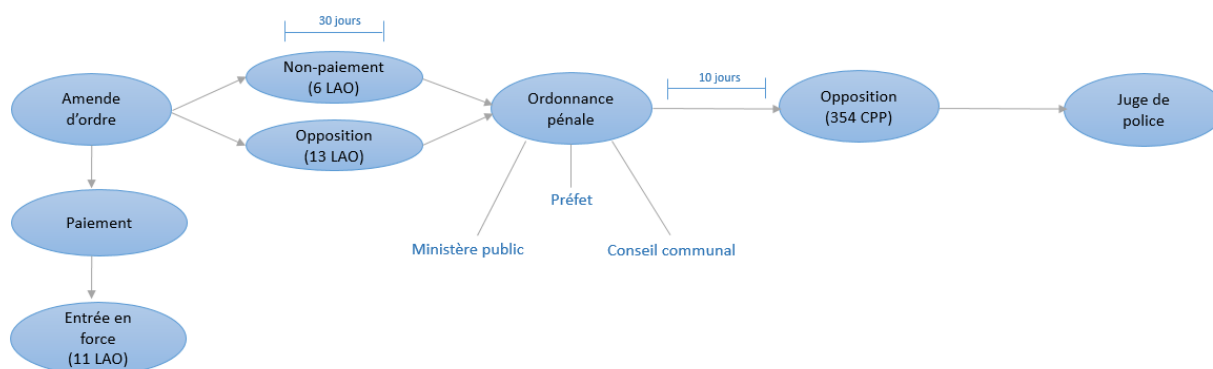 30 jours
Non-paiement
(6 LAO)
Amende
d'ordre
Opposition
(13 LAO)
Ordonnance
pénale
10 jours
Opposition
(354 CPP)
Juge de
police
Préfet
Ministère public
Conseil communal
Paiement
Entrée en
force
(11 LAO)